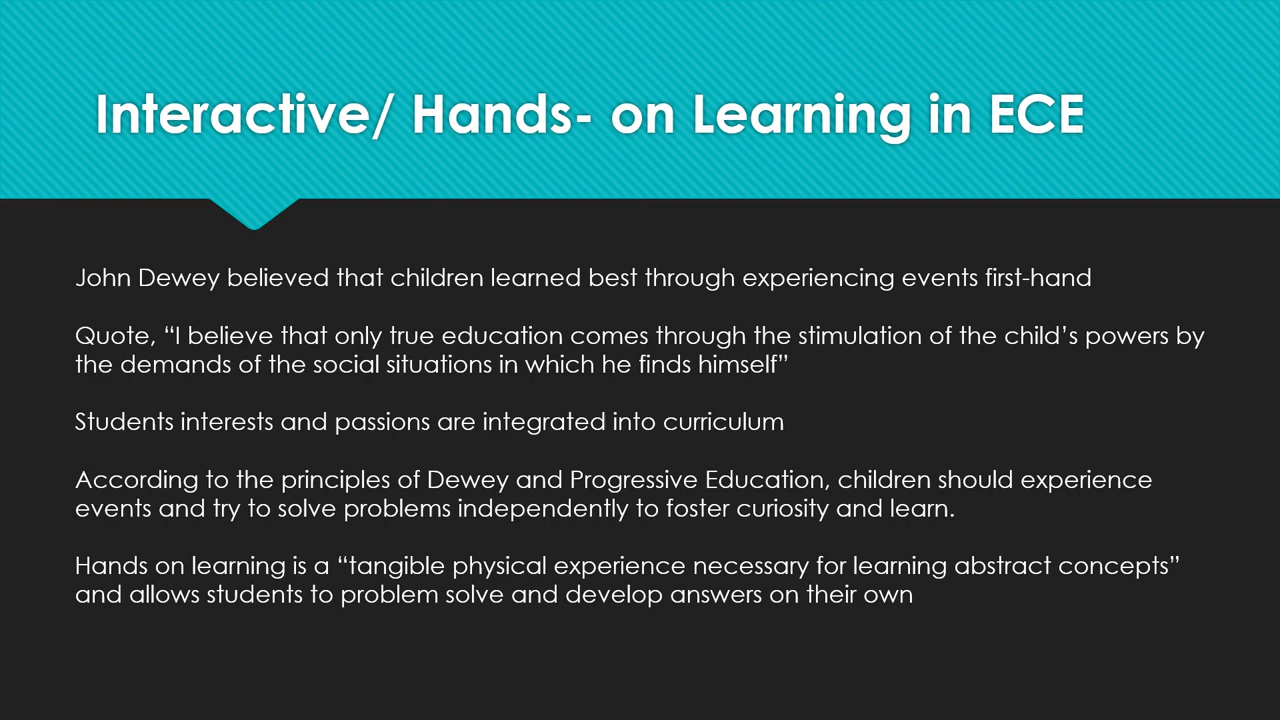 Interactive/ Hands- on Learning in ECE
John Dewey believed that children learned best through experiencing events first-hand
Quote, “I believe that only true education comes through the stimulation of the child’s powers by
the demands of the social situations in which he finds himself”
Students interests and passions are integrated into curriculum
According to the principles of Dewey and Progressive Education, children should experience
events and try to solve problems independently to foster curiosity and learn.
Hands on learning is a “tangible physical experience necessary for learning abstract concepts”
and allows students to problem solve and develop answers on their own